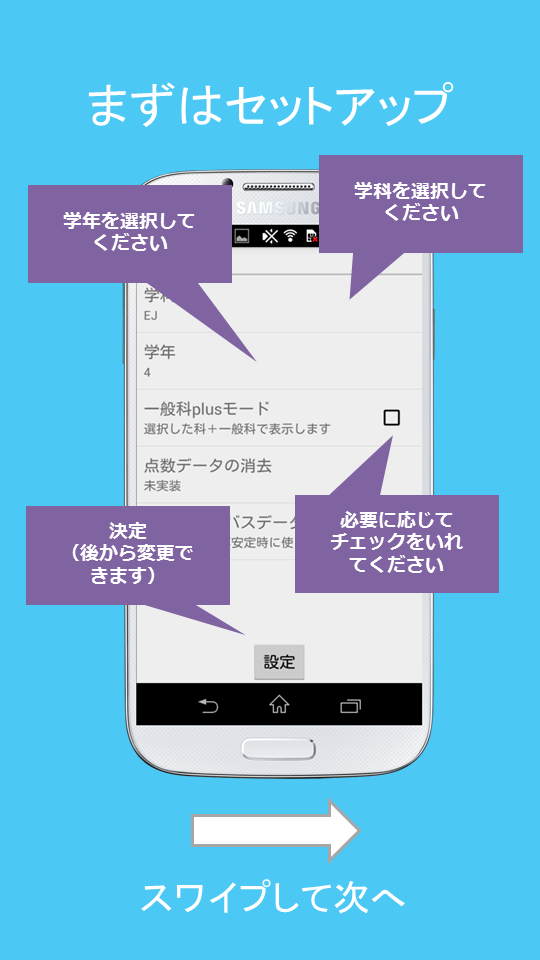 まずはセットアップ
学科を選択して
ください
SAMSUNG
学年を選択して
ください
学科
EJ
学年
4
一般科plusモード
選択した科＋一般科で表示します
点数データの消去
未実装
バスデータ
安定時に使
必要に応じて
チェックをいれ
てください
決定
（後から変更で
きます）
設定
スワイプして次へ